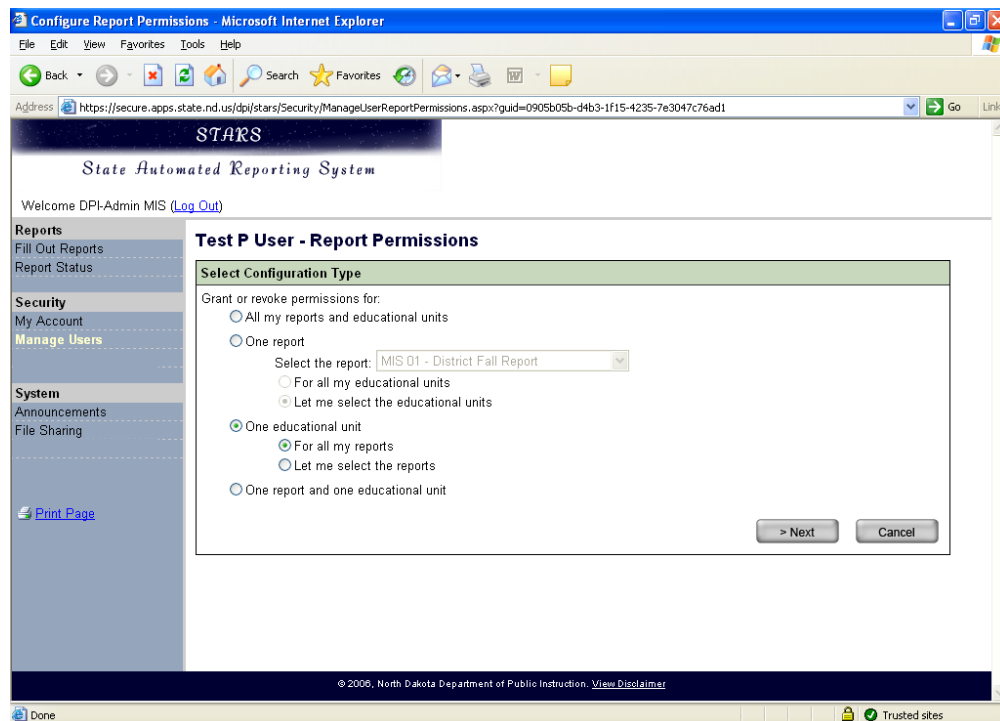 Configure Report Permissions - Microsoft Internet Explorer
File Edit View Favorites Tools Help
Back Search Favorites
Address https://secure.apps.state.nd.us/dpi/stars/Security/ManageUserReportPermissions.aspx?guid=0905b05b-d4b3-1f15-4235-7e3047c76ad1 Go Link
STARS
State Automated Reporting System
Welcome DPI-Admin MIS (Log Out)
Reports
Fill Out Reports
Report Status
Security
My Account
Manage Users
System
Announcements
File Sharing
Print Page
Test P User - Report Permissions
Select Configuration Type
Grant or revoke permissions for:
All my reports and educational units
One report
Select the report: MIS 01 - District Fall Report
For all my educational units
Let me select the educational units
One educational unit
For all my reports
Let me select the reports
One report and one educational unit
> Next Cancel
© 2006, North Dakota Department of Public Instruction. View Disclaimer
Done Trusted sites